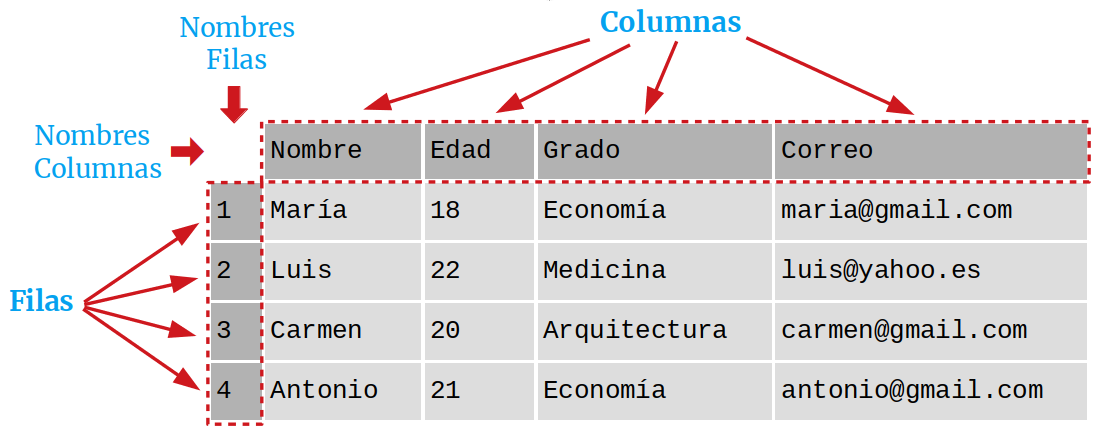 Columnas
Nombres
Filas
Nombres
Columnas
Nombre Edad Grado Correo
1 María 18 Economía maria@gmail.com
2 Luis 22 Medicina luis@yahoo.es
Filas
3 Carmen 20 Arquitectura carmen@gmail.com
4 Antonio 21 Economía antonio@gmail.com